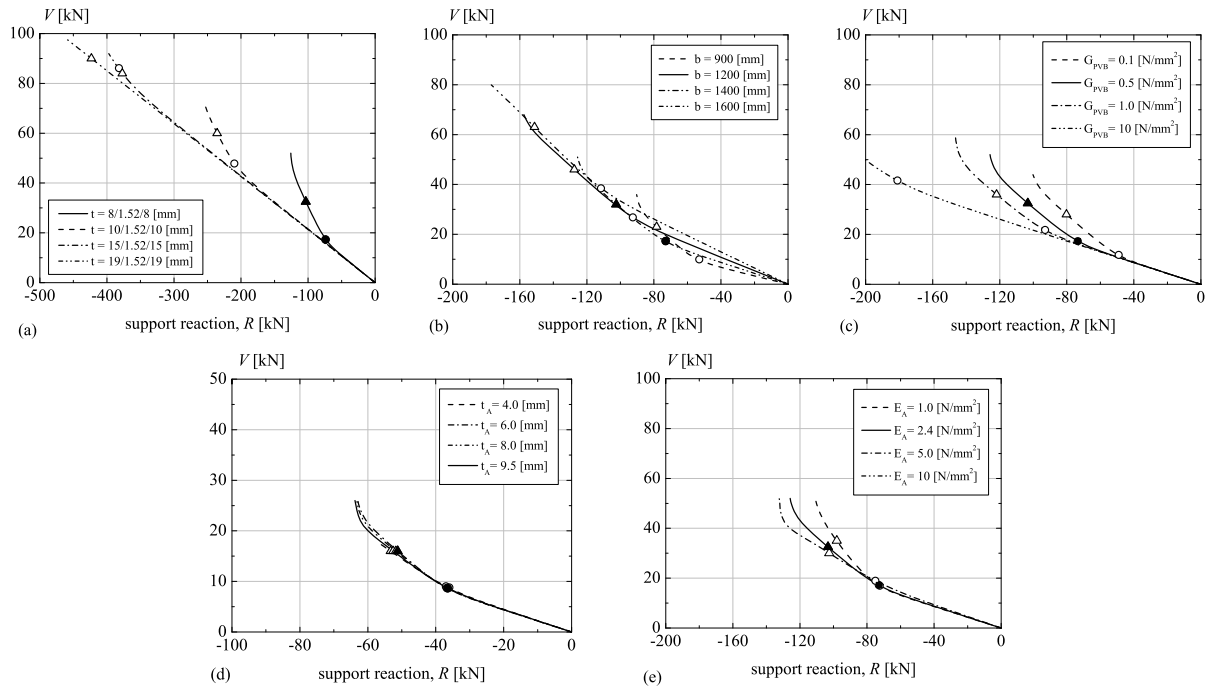 V [kN]
100
80
60
40
20
0
-500 -400 -300 -200 -100 0
t = 8/1.52/8 [mm]
t = 10/1.52/10 [mm]
t = 15/1.52/15 [mm]
t = 19/1.52/19 [mm]
(a)
support reaction, R [kN]
V [kN]
100
80
60
40
20
0
-200 -160 -120 -80 -40 0
b = 900 [mm]
b = 1200 [mm]
b = 1400 [mm]
b = 1600 [mm]
(b)
support reaction, R [kN]
V [kN]
100
80
60
40
20
0
-200 -160 -120 -80 -40 0
G_PVB = 0.1 [N/mm²]
G_PVB = 0.5 [N/mm²]
G_PVB = 1.0 [N/mm²]
G_PVB = 10 [N/mm²]
(c)
support reaction, R [kN]
V [kN]
50
40
30
20
10
0
-100 -80 -60 -40 -20 0
t_A = 4.0 [mm]
t_A = 6.0 [mm]
t_A = 8.0 [mm]
t_A = 9.5 [mm]
(d)
support reaction, R [kN]
V [kN]
100
80
60
40
20
0
-200 -160 -120 -80 -40 0
E_A = 1.0 [N/mm²]
E_A = 2.4 [N/mm²]
E_A = 5.0 [N/mm²]
E_A = 10 [N/mm²]
(e)
support reaction, R [kN]